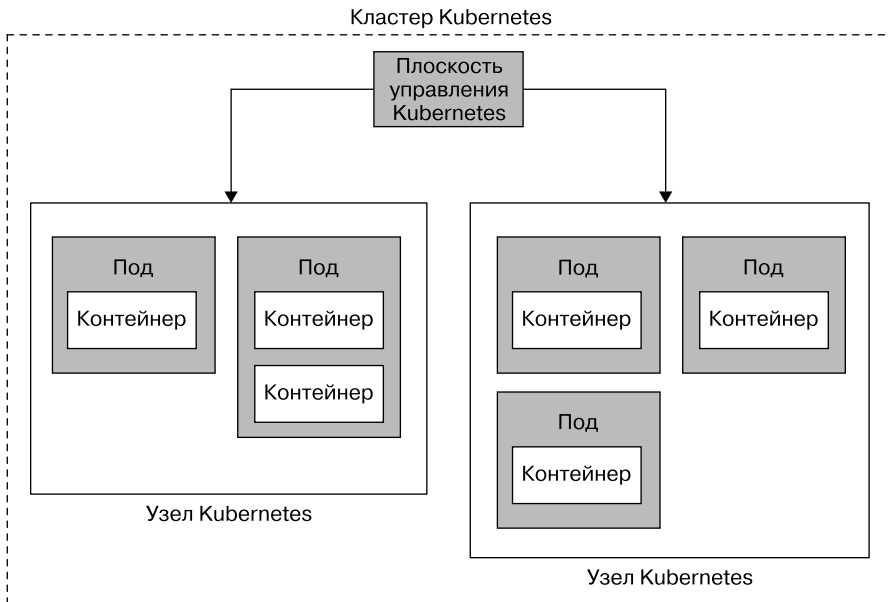 Кластер Kubernetes
Плоскость
управления
Kubernetes
Под
Контейнер
Под
Контейнер
Контейнер
Узел Kubernetes
Под
Контейнер
Под
Контейнер
Под
Контейнер
Узел Kubernetes